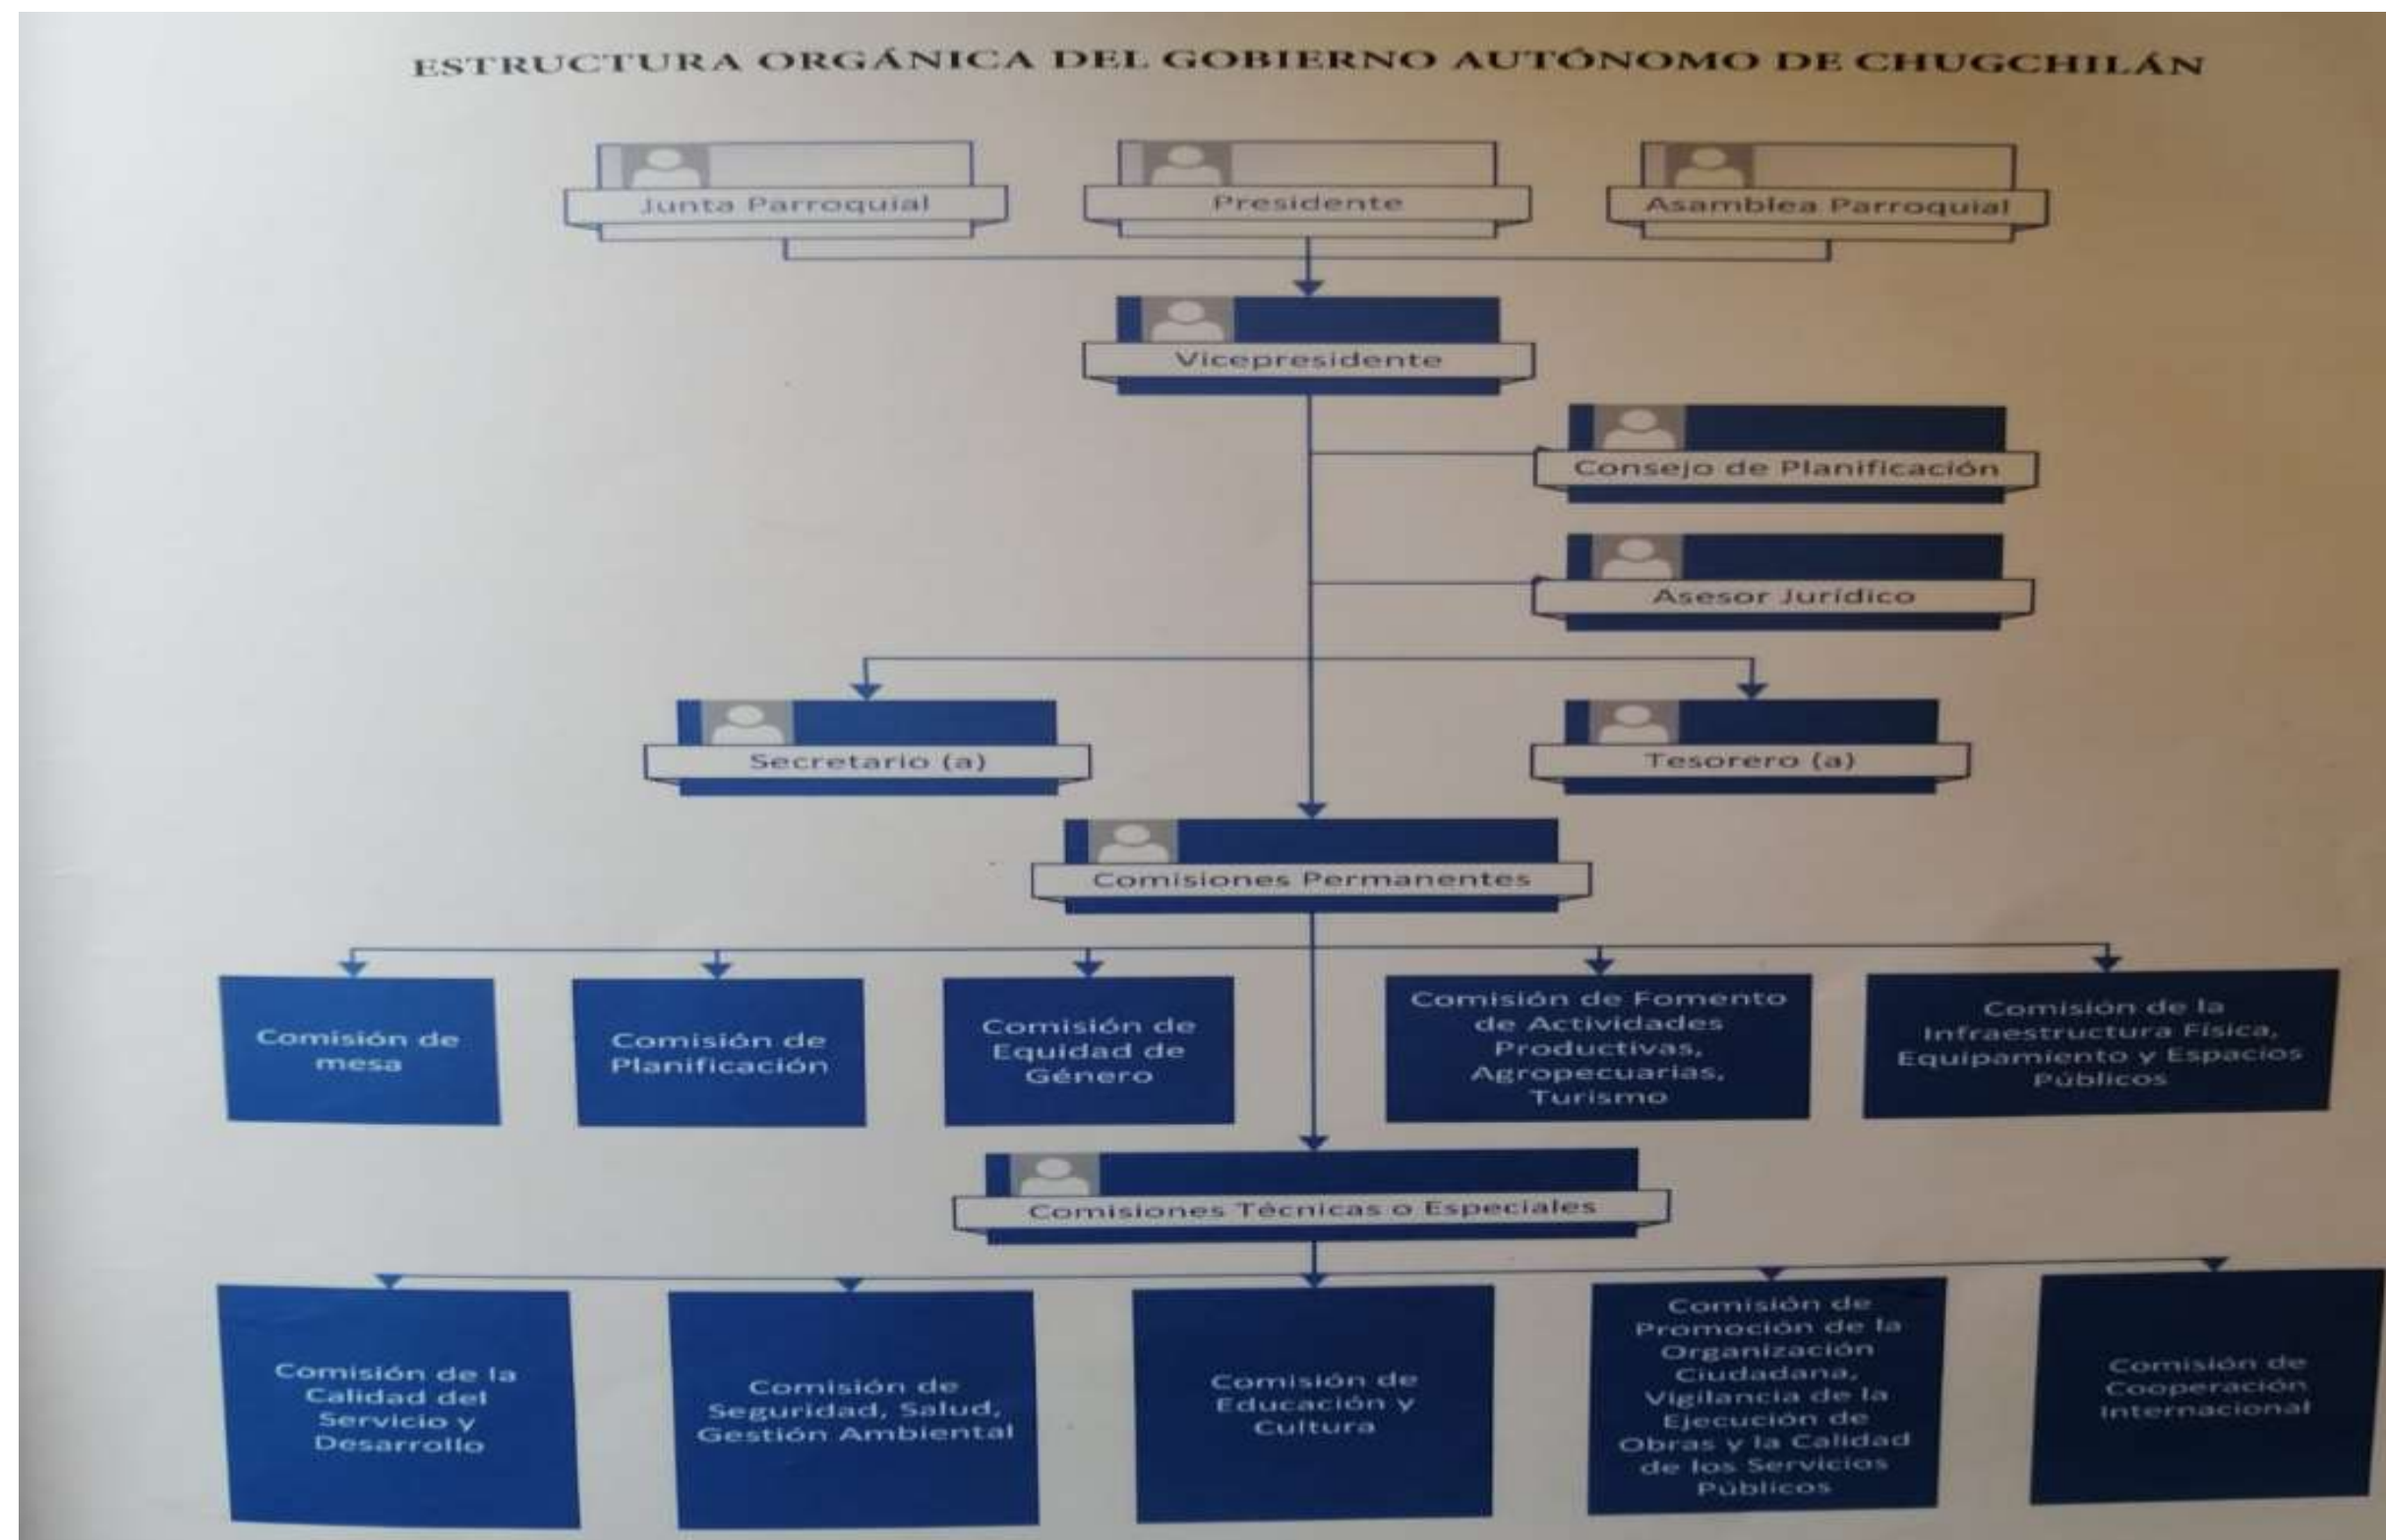 ESTRUCTURA ORGÁNICA DEL GOBIERNO AUTÓNOMO DE CHUGCHILÁN
Junta Parroquial
Presidente
Asamblea Parroquial
Vicepresidente
Consejo de Planificación
Asesor Jurídico
Secretario (a)
Tesorero (a)
Comisiones Permanentes
Comisión de
mesa
Comisión de
Planificación
Comisión de
Equidad de
Género
Comisión de Fomento
de Actividades
Productivas,
Agropecuarias,
Turismo
Comisión de la
Infraestructura Física,
Equipamiento y Espacios
Públicos
Comisiones Técnicas o Especiales
Comisión de la
Calidad del
Servicio y
Desarrollo
Comisión de
Seguridad, Salud,
Gestión Ambiental
Comisión de
Educación y
Cultura
Comisión de
Promoción de la
Organización
Ciudadana,
Vigilancia de la
Ejecución de
Obras y la Calidad
de los Servicios
Públicos
Comisión de
Cooperación
Internacional